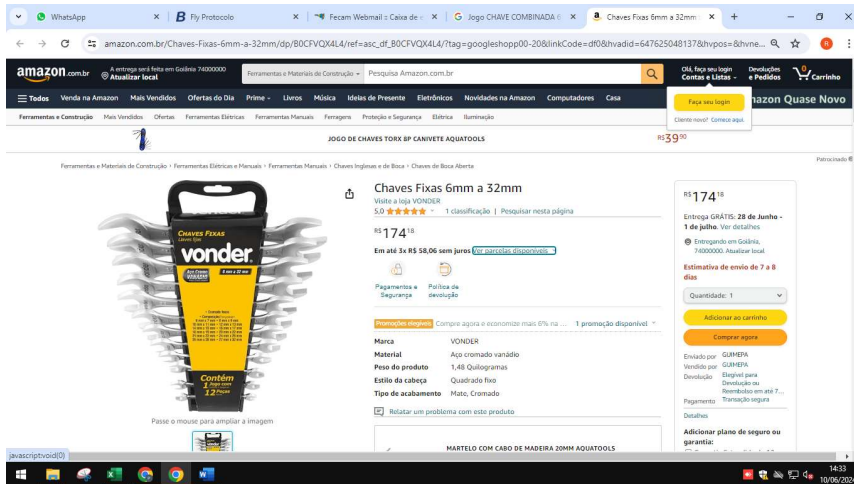 WhatsApp
Fly Protocolo
Fecam Webmail :: Caixa de e
Jogo CHAVE COMBINADA 6
Chaves Fixas 6mm a 32mm
amazon.com.br/Chaves-Fixas-6mm-a-32mm/dp/B0CFVQX4L4/ref=asc_df_B0CFVQX4L4/?tag=googleshopp00-20&linkCode=df0&hvadid=647625048137&hvpos=&hvne...
amazon.com.br
A entrega será feita em Goiânia 74000000
Atualizar local
Ferramentas e Materiais de Construção
Pesquisa Amazon.com.br
Olá, faça seu login
Contas e Listas
Devoluções
e Pedidos
0
Carrinho
Todos
Venda na Amazon
Mais Vendidos
Ofertas do Dia
Prime
Livros
Música
Ideias de Presente
Eletrônicos
Novidades na Amazon
Computadores
Casa
Faça seu login
Cliente novo? Comece aqui.
mazon Quase Novo
Ferramentas e Construção
Mais Vendidos
Ofertas
Ferramentas Elétricas
Ferramentas Manuais
Ferragens
Proteção e Segurança
Elétrica
Iluminação
JOGO DE CHAVES TORX 8P CANIVETE AQUATOOLS
R$3990
Patrocinado
Ferramentas e Materiais de Construção › Ferramentas Elétricas e Manuais › Ferramentas Manuais › Chaves Inglesas e de Boca › Chaves de Boca Aberta
CHAVES FIXAS
vonder
6 mm a 32 mm
Contém
1 Jogo com
12 Peças
Passe o mouse para ampliar a imagem
Chaves Fixas 6mm a 32mm
Visite a loja VONDER
5,0
1 classificação | Pesquisar nesta página
R$17418
Em até 3x R$ 58,06 sem juros Ver parcelas disponíveis
Pagamentos e Segurança
Política de devolução
Promoções elegíveis
Compre agora e economize mais 6% na ...
1 promoção disponível
Marca VONDER
Material Aço cromado vanádio
Peso do produto 1,48 Quilogramas
Estilo da cabeça Quadrado fixo
Tipo de acabamento Mate, Cromado
Relatar um problema com este produto
MARTELO COM CABO DE MADEIRA 20MM AQUATOOLS
R$17418
Entrega GRÁTIS: 28 de Junho -
1 de julho. Ver detalhes
Entregando em Goiânia,
74000000. Atualizar local
Estimativa de envio de 7 a 8
dias
Quantidade: 1
Adicionar ao carrinho
Comprar agora
Enviado por GUIMEPA
Vendido por GUIMEPA
Devolução Elegível para
Devolução ou
Reembolso em até 7...
Pagamento Transação segura
Detalhes
Adicionar plano de seguro ou
garantia:
javascript:void(0)
14:33
10/06/2024